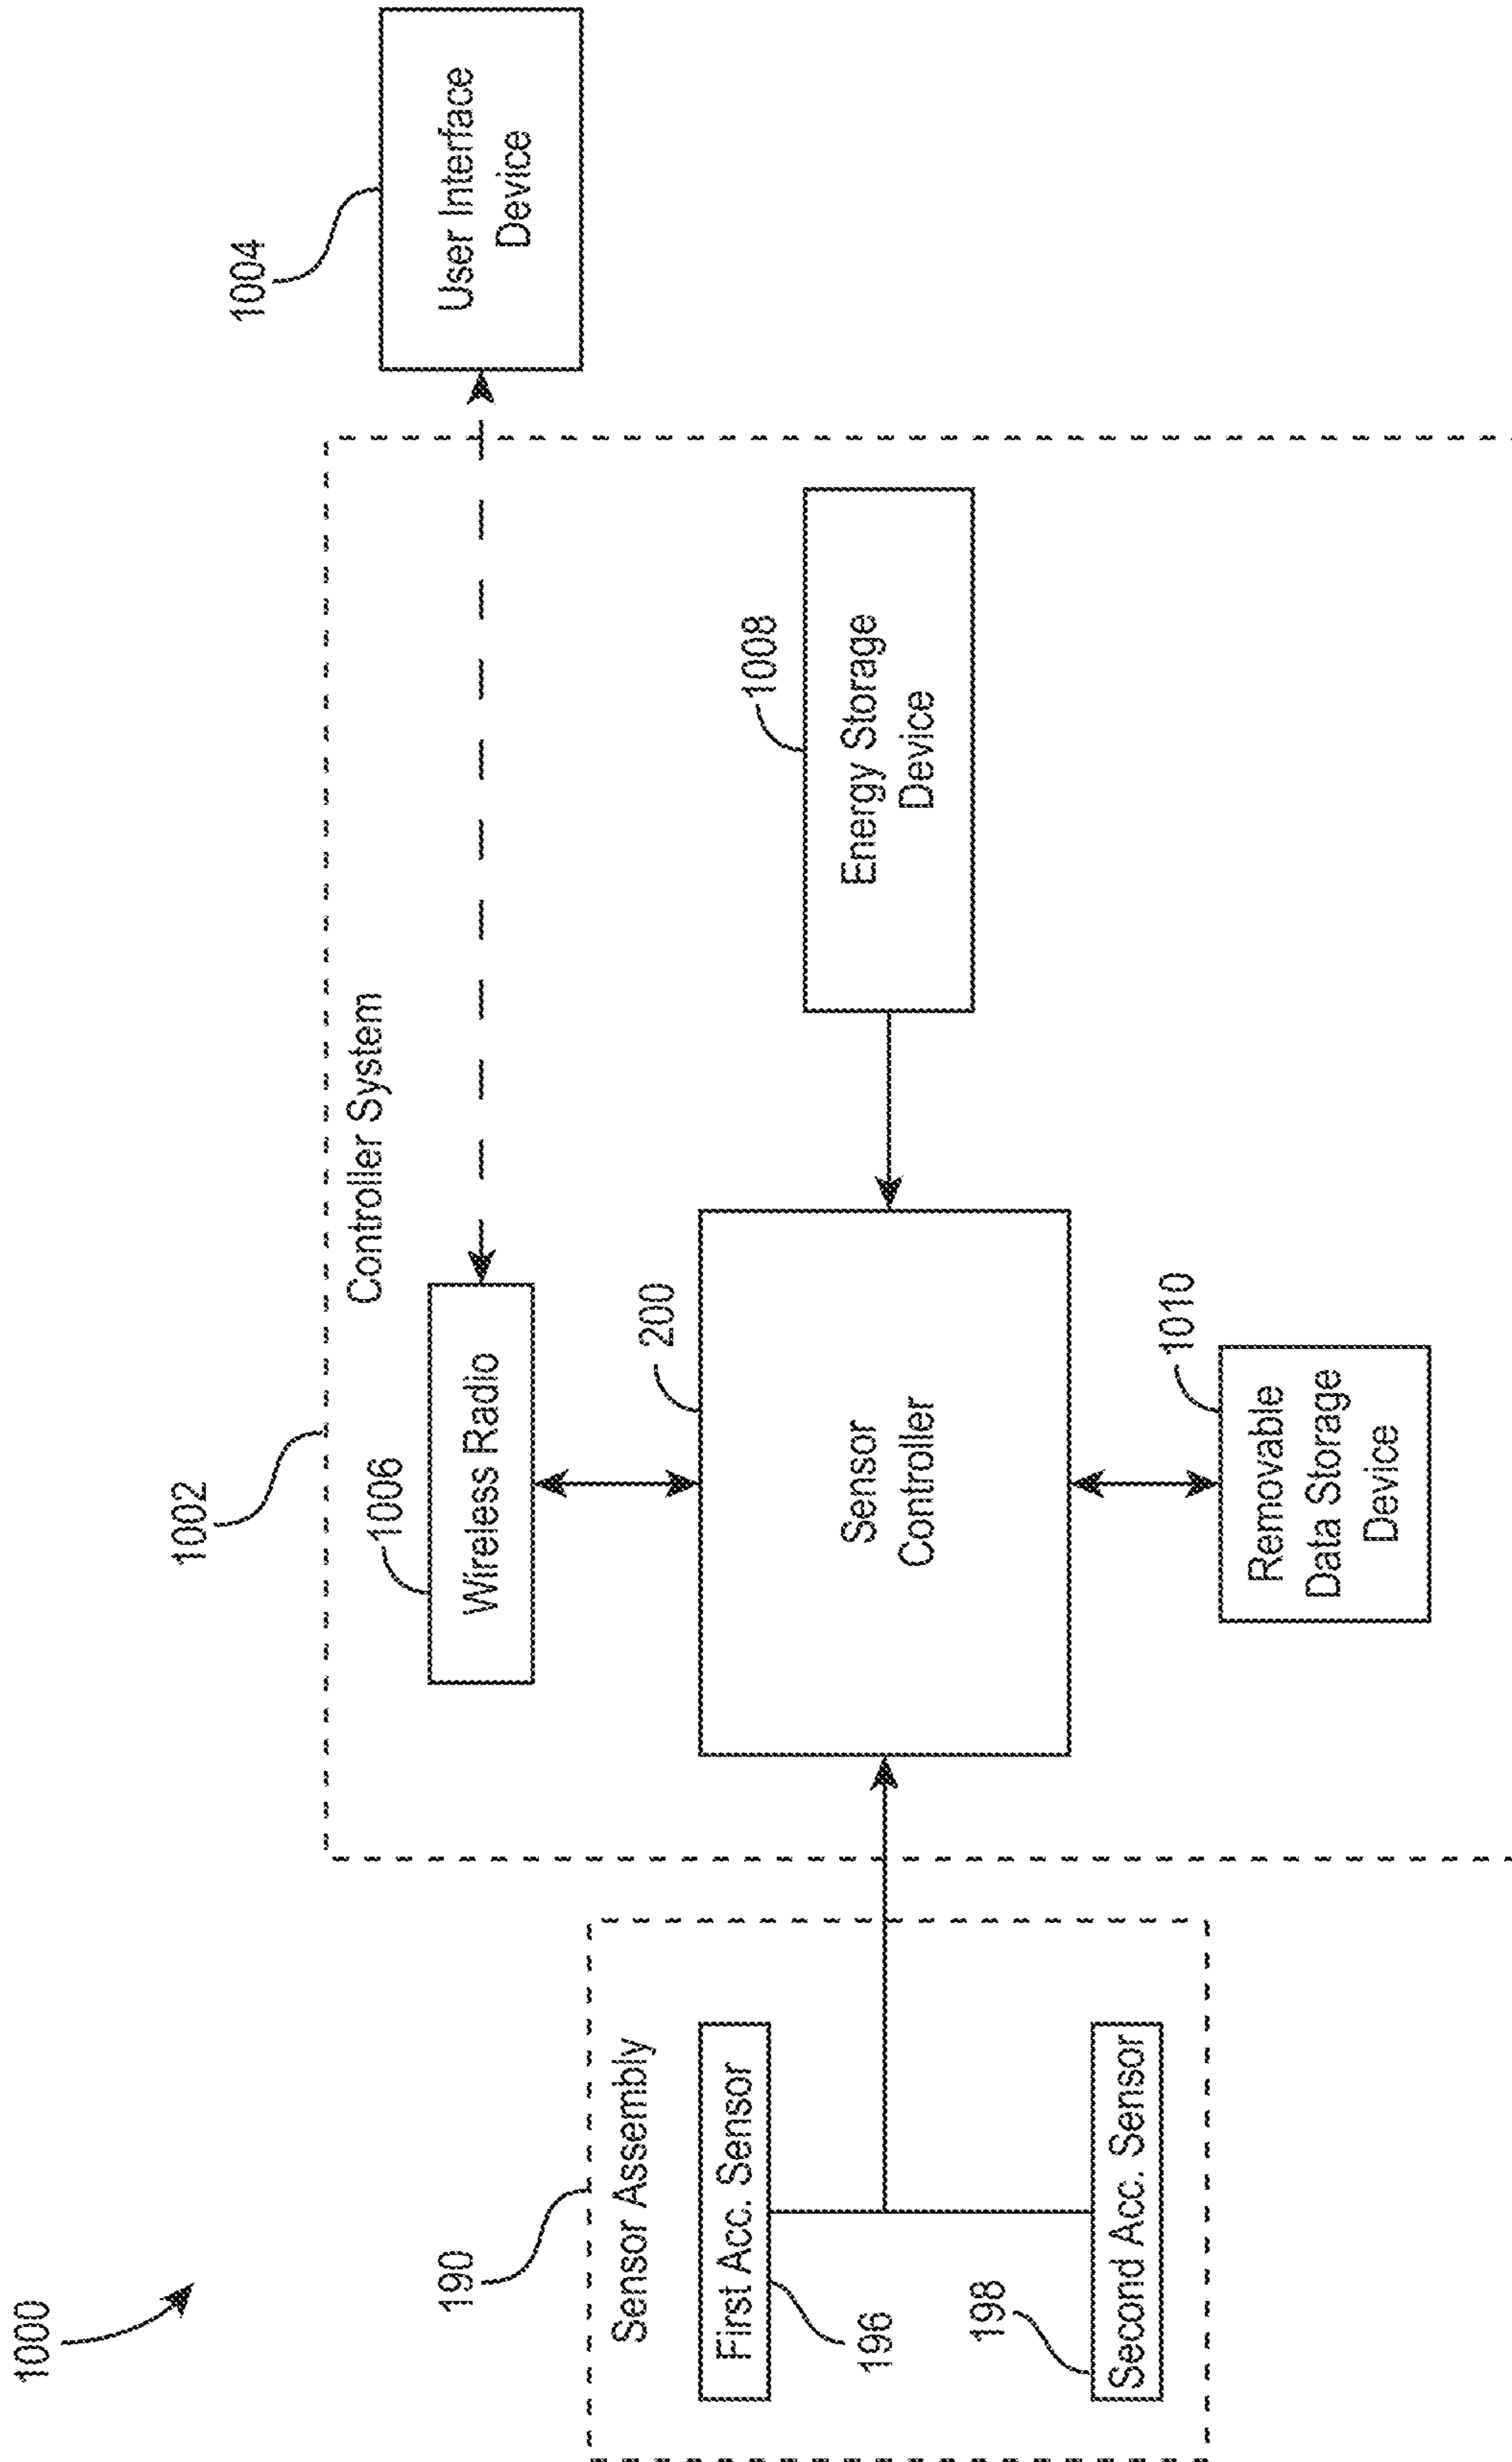 1000
1002
1004
Controller System
190
Sensor Assembly
First Acc. Sensor
196
198
Second Acc. Sensor
1006
Wireless Radio
200
Sensor
Controller
1010
Removable
Data Storage
Device
1008
Energy Storage
Device
User Interface
Device